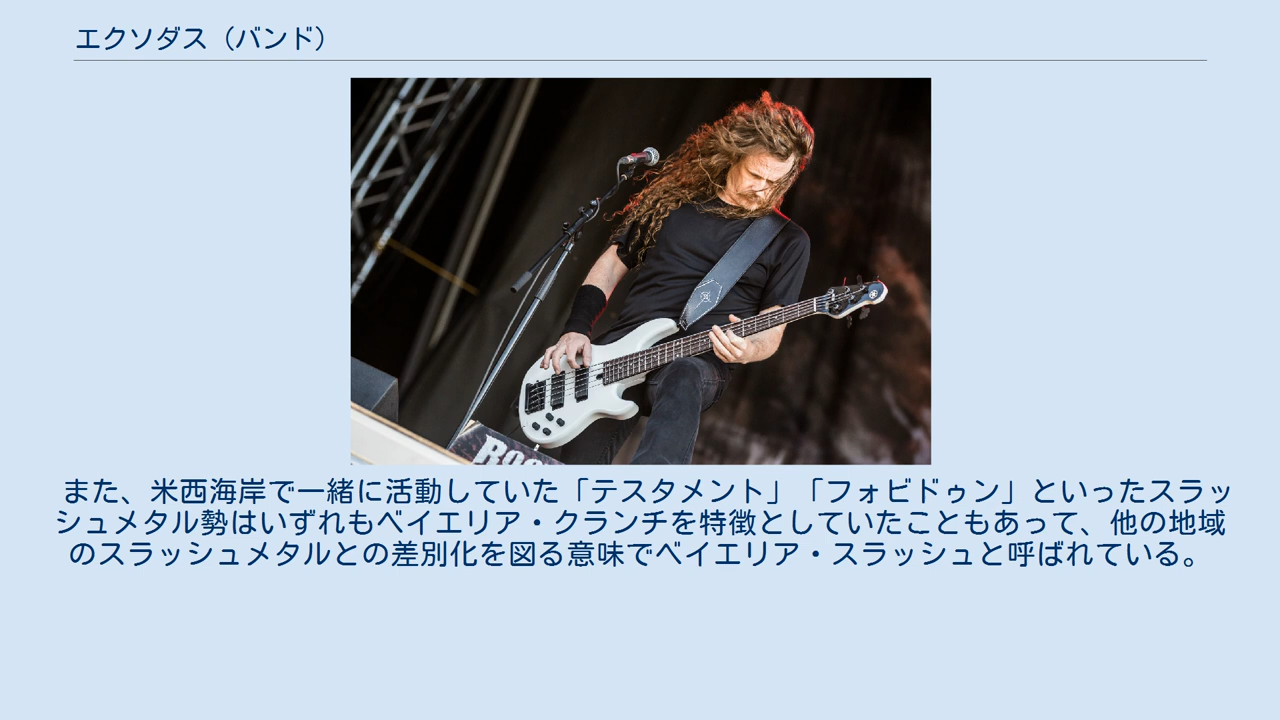 エクソダス（バンド）
Roc
また、米西海岸で一緒に活動していた「テスタメント」「フォビドゥン」といったスラッ
シュメタル勢はいずれもベイエリア・クランチを特徴としていたこともあって、他の地域
のスラッシュメタルとの差別化を図る意味でベイエリア・スラッシュと呼ばれている。